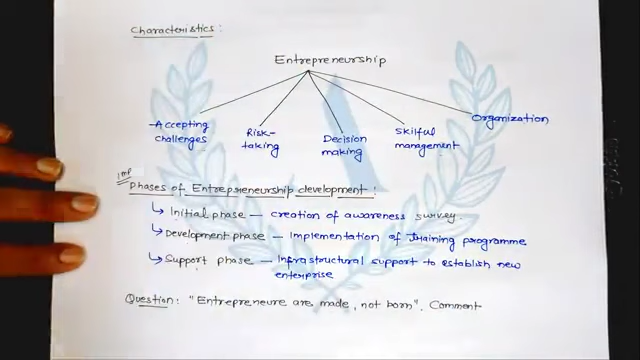 Characteristics :
Entrepreneurship
Accepting challenges
Risk-taking
Decision making
Skilful management
Organization
Imp
Phases of Entrepreneurship development :
↳ Initial phase – creation of awareness survey.
↳ Development phase – Implementation of training programme
↳ Support phase – Infrastructural support to establish new
enterprise
Question: "Entrepreneure are made, not born". Comment